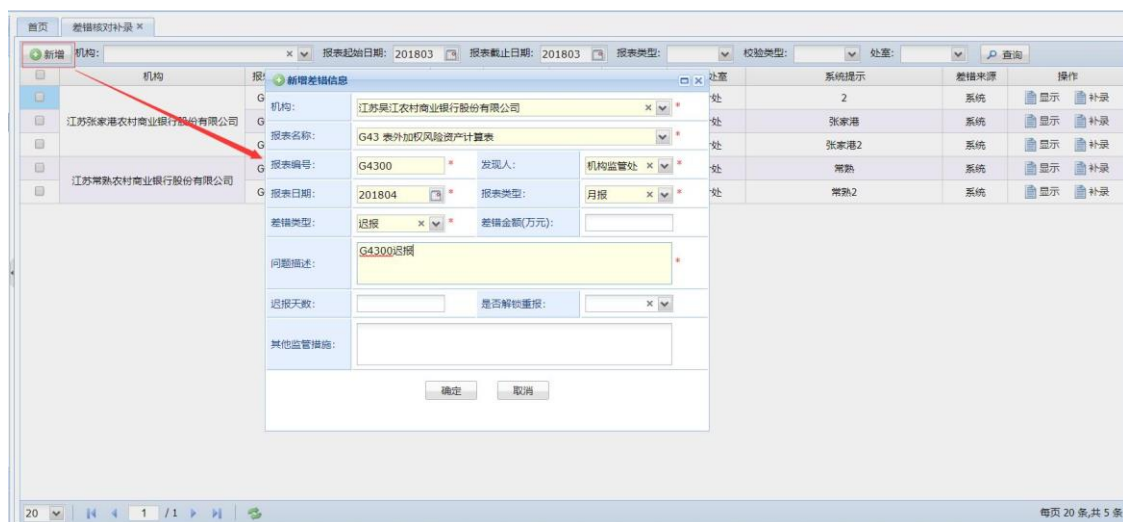 首页 差错核对补录 ×
新增 机构: 报表起始日期: 201803 报表截止日期: 201803 报表类型: 校验类型: 处室: 查询
机构 报 处室 系统提示 差错来源 操作
G 处 2 系统 显示 补录
江苏张家港农村商业银行股份有限公司 G 处 张家港 系统 显示 补录
G 处 张家港2 系统 显示 补录
G 处 常熟 系统 显示 补录
江苏常熟农村商业银行股份有限公司
G 处 常熟2 系统 显示 补录
新增差错信息
机构: 江苏吴江农村商业银行股份有限公司 *
报表名称: G43 表外加权风险资产计算表 *
报表编号: G4300 * 发现人: 机构监管处 *
报表日期: 201804 * 报表类型: 月报 *
差错类型: 迟报 * 差错金额(万元):
问题描述: G4300迟报 *
迟报天数: 是否解锁重报:
其他监管措施:
确定 取消
20 1 /1 每页 20 条,共 5 条